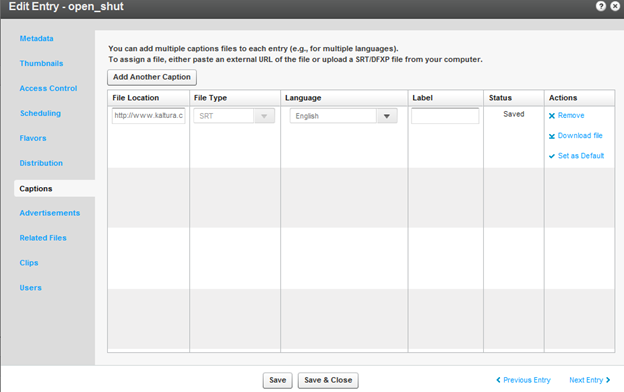 Edit Entry - open_shut
Metadata
Thumbnails
Access Control
Scheduling
Flavors
Distribution
Captions
Advertisements
Related Files
Clips
Users
You can add multiple captions files to each entry (e.g., for multiple languages).
To assign a file, either paste an external URL of the file or upload a SRT/DFXP file from your computer.
Add Another Caption
File Location File Type Language Label Status Actions
http://www.kaltura.c SRT English Saved Remove
Download file
Set as Default
Save Save & Close Previous Entry Next Entry